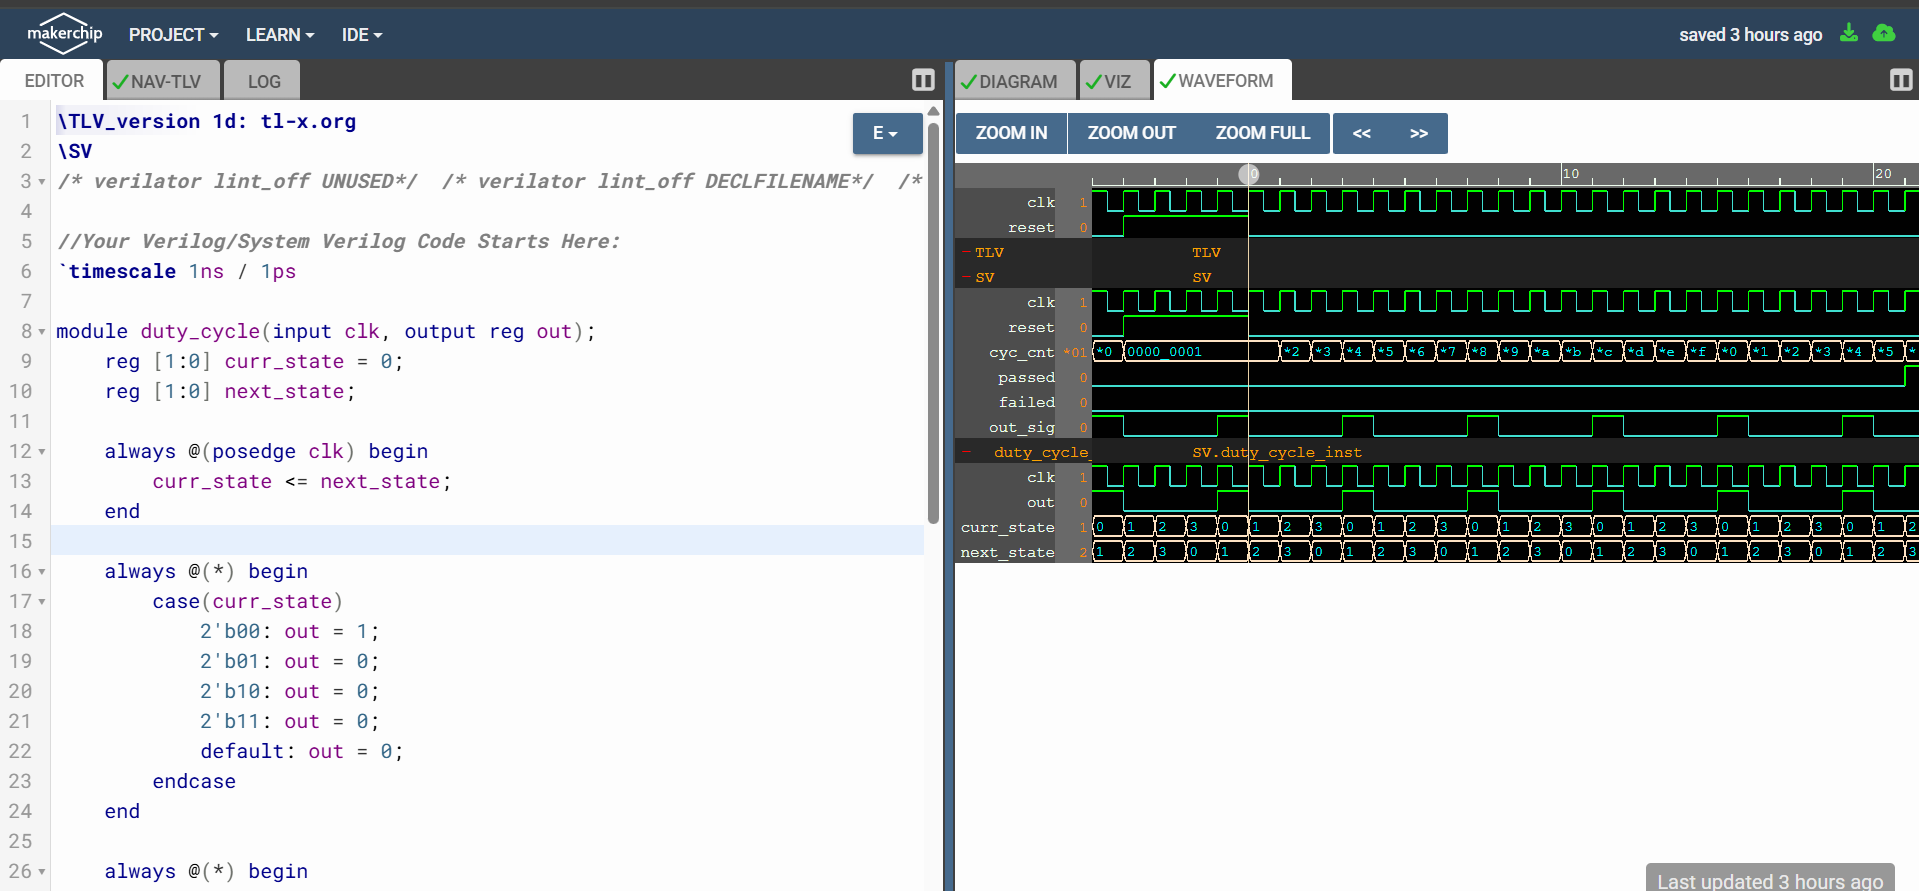 makerchip PROJECT LEARN IDE saved 3 hours ago
EDITOR NAV-TLV LOG
E
1 \TLV_version 1d: tl-x.org
2 \SV
3 /* verilator lint_off UNUSED*/ /* verilator lint_off DECLFILENAME*/ /*
4
5 //Your Verilog/System Verilog Code Starts Here:
6 `timescale 1ns / 1ps
7
8 module duty_cycle(input clk, output reg out);
9 reg [1:0] curr_state = 0;
10 reg [1:0] next_state;
11
12 always @(posedge clk) begin
13 curr_state <= next_state;
14 end
15
16 always @(*) begin
17 case(curr_state)
18 2'b00: out = 1;
19 2'b01: out = 0;
20 2'b10: out = 0;
21 2'b11: out = 0;
22 default: out = 0;
23 endcase
24 end
25
26 always @(*) begin
DIAGRAM VIZ WAVEFORM
ZOOM IN ZOOM OUT ZOOM FULL << >>
0 10 20
clk 1
reset 0
TLV TLV
SV SV
clk 1
reset 0
cyc_cnt *01 *0 0000_0001 *2 *3 *4 *5 *6 *7 *8 *9 *a *b *c *d *e *f *0 *1 *2 *3 *4 *5 *
passed 0
failed 0
out_sig 0
duty_cycle_ SV.duty_cycle_inst
clk 1
out 0
curr_state 1 0 1 2 3 0 1 2 3 0 1 2 3 0 1 2 3 0 1 2 3 0 1 2 3 0 1 2
next_state 2 1 2 3 0 1 2 3 0 1 2 3 0 1 2 3 0 1 2 3 0 1 2 3 0 1 2 3
Last updated 3 hours ago